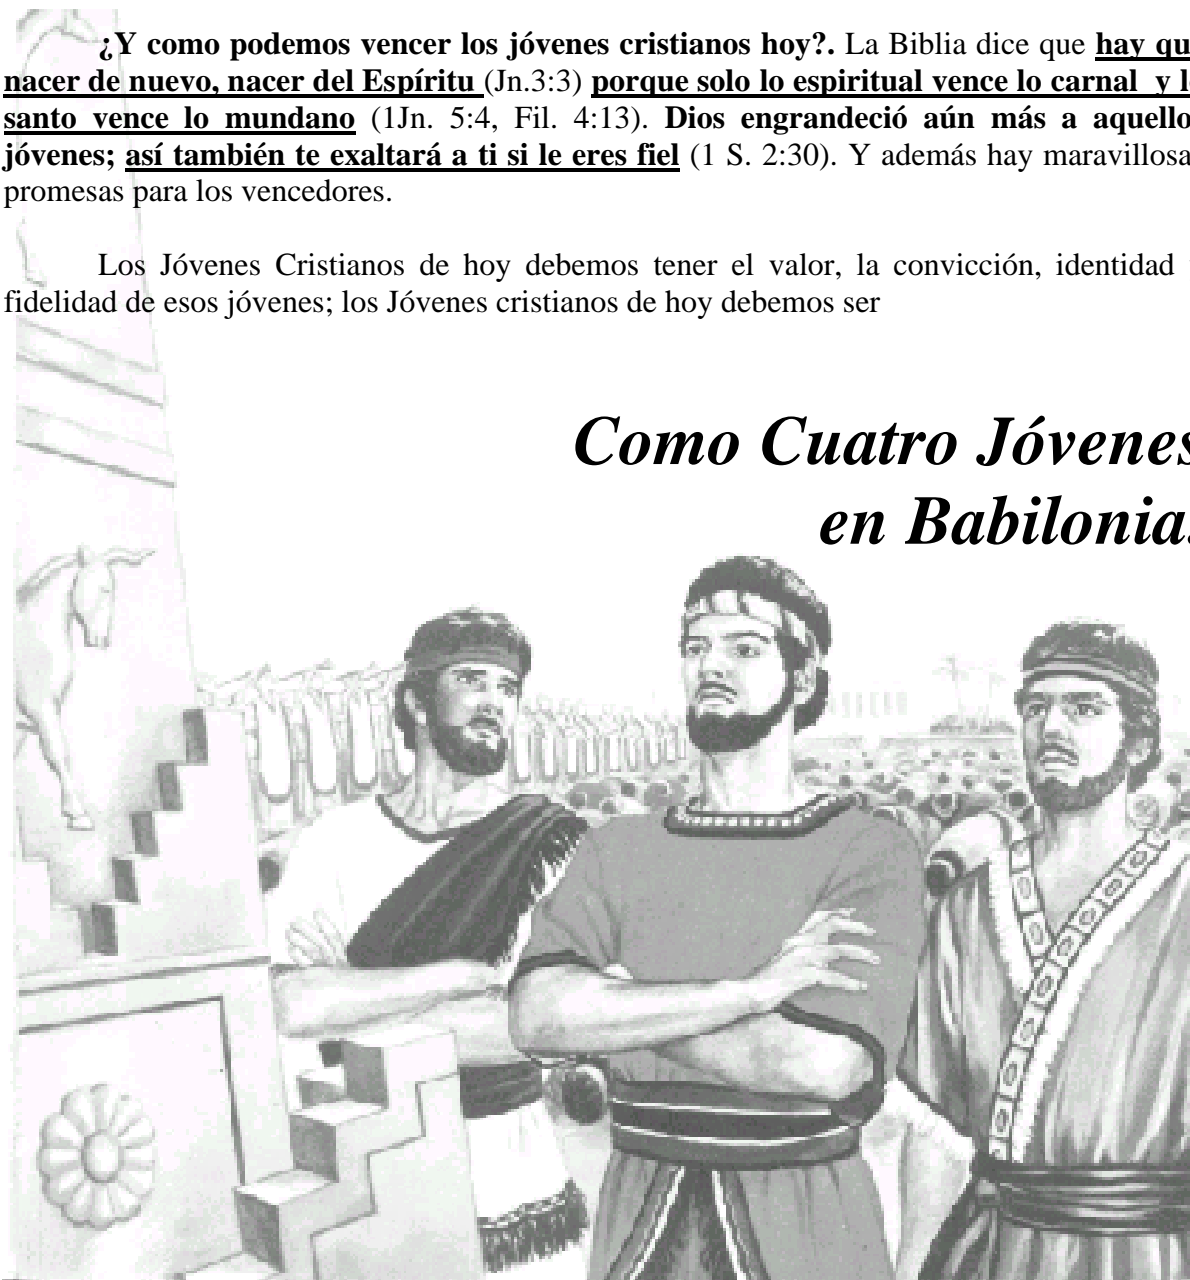 ¿Y como podemos vencer los jóvenes cristianos hoy?. La Biblia dice que hay qu
nacer de nuevo, nacer del Espíritu (Jn.3:3) porque solo lo espiritual vence lo carnal y l
santo vence lo mundano (1Jn. 5:4, Fil. 4:13). Dios engrandeció aún más a aquello
jóvenes; así también te exaltará a ti si le eres fiel (1 S. 2:30). Y además hay maravillosa
promesas para los vencedores.
Los Jóvenes Cristianos de hoy debemos tener el valor, la convicción, identidad
fidelidad de esos jóvenes; los Jóvenes cristianos de hoy debemos ser
Como Cuatro Jóvenes
en Babilonia.